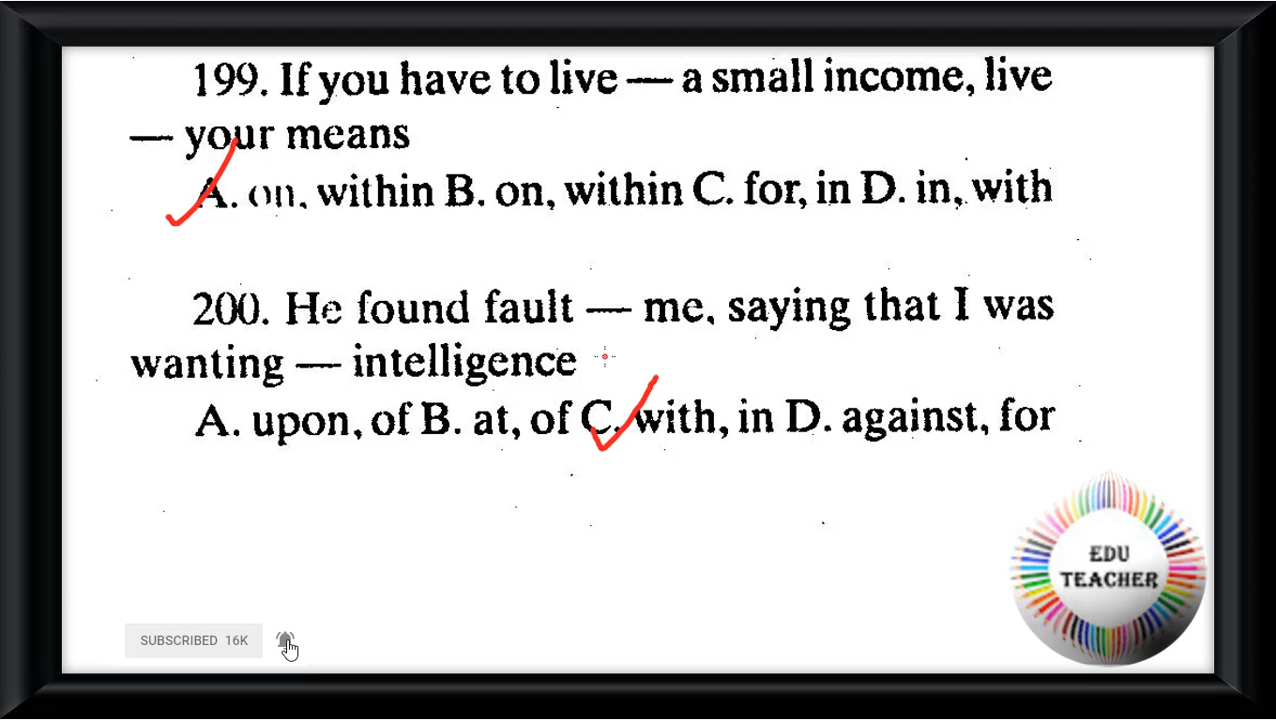 199. If you have to live — a small income, live
— your means
A. on, within B. on, within C. for, in D. in, with
200. He found fault — me, saying that I was
wanting — intelligence
A. upon, of B. at, of C. with, in D. against, for
EDU
TEACHER
SUBSCRIBED 16K